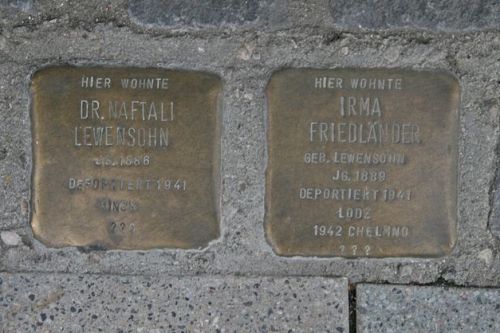 HIER WOHNTE
DR. NAFTALI
LEWENSOHN
JG. 1886
DEPORTIERT 1941
MINSK
? ? ?
HIER WOHNTE
IRMA
FRIEDLÄNDER
GEB. LEWENSOHN
JG. 1889
DEPORTIERT 1941
LODZ
1942 CHELMNO
? ? ?